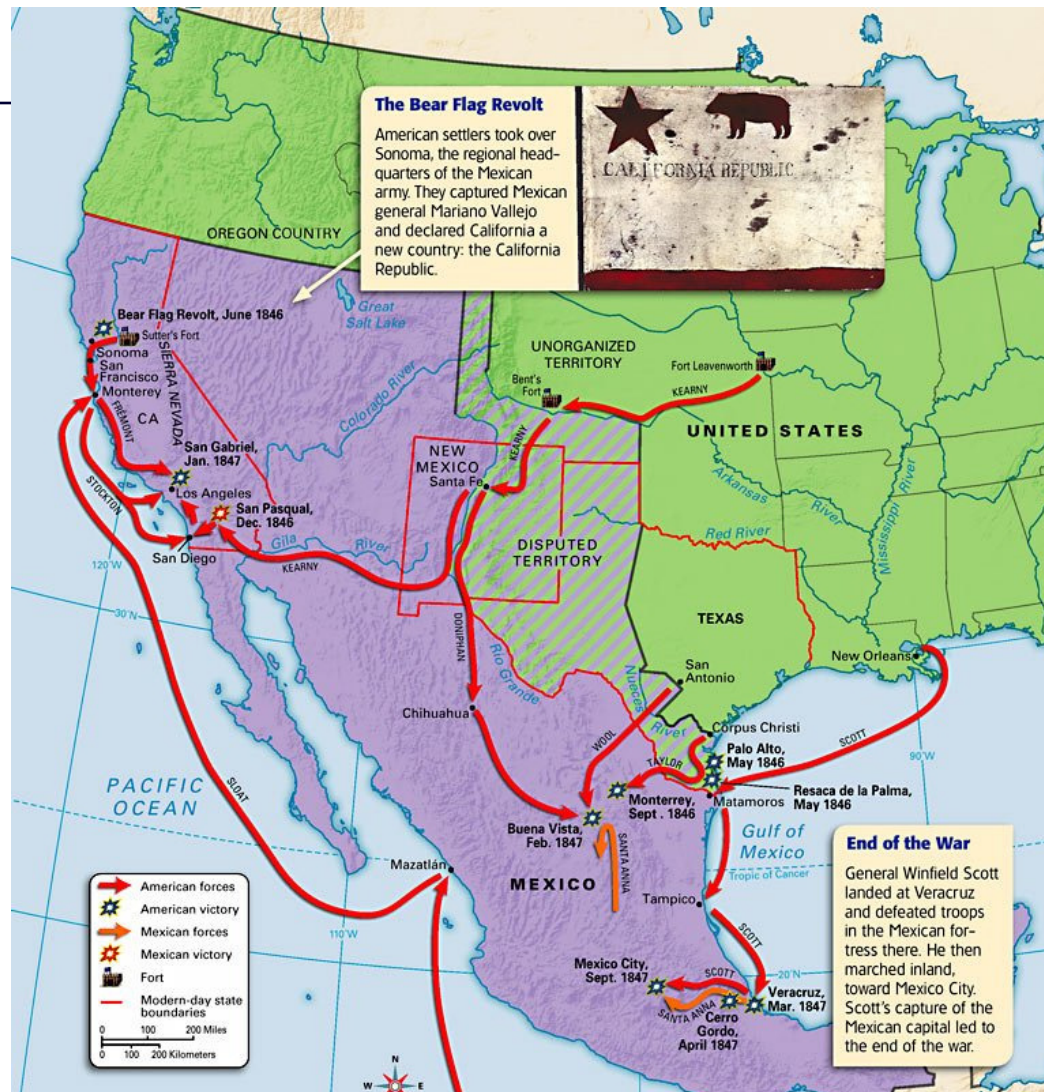 The Bear Flag Revolt
American settlers took over
Sonoma, the regional head-
quarters of the Mexican
army. They captured Mexican
general Mariano Vallejo
and declared California a
new country: the California
Republic.
CALIFORNIA REPUBLIC
OREGON COUNTRY
Great
Salt Lake
Bear Flag Revolt, June 1846
Sutter's Fort
Sonoma
San
Francisco
Monterey
SIERRA NEVADA
CA
FRÉMONT
Colorado River
UNORGANIZED
TERRITORY
Bent's
Fort
Fort Leavenworth
KEARNY
UNITED STATES
KEARNY
NEW
MEXICO
Santa Fe
Arkansas
River
Mississippi River
Red River
San Gabriel,
Jan. 1847
Los Angeles
STOCKTON
San Pasqual,
Dec. 1846
San Diego
Gila
River
KEARNY
DISPUTED
TERRITORY
120°W
30°N
TEXAS
DONIPHAN
Rio Grande
Nueces
River
San
Antonio
New Orleans
Chihuahua
WOOL
Corpus Christi
SCOTT
90°W
TAYLOR
Palo Alto,
May 1846
Resaca de la Palma,
May 1846
Matamoros
Monterrey,
Sept . 1846
Buena Vista,
Feb. 1847
SANTA ANNA
PACIFIC
OCEAN
SLOAT
Mazatlán
MEXICO
Gulf of
Mexico
Tropic of Cancer
Tampico
SCOTT
110°W
20°N
Mexico City,
Sept. 1847
SCOTT
SANTA ANNA
Cerro
Gordo,
April 1847
Veracruz,
Mar. 1847
End of the War
General Winfield Scott
landed at Veracruz
and defeated troops
in the Mexican for-
tress there. He then
marched inland,
toward Mexico City.
Scott's capture of the
Mexican capital led to
the end of the war.
American forces
American victory
Mexican forces
Mexican victory
Fort
Modern-day state
boundaries
0 100 200 Miles
0 100 200 Kilometers
N
W E